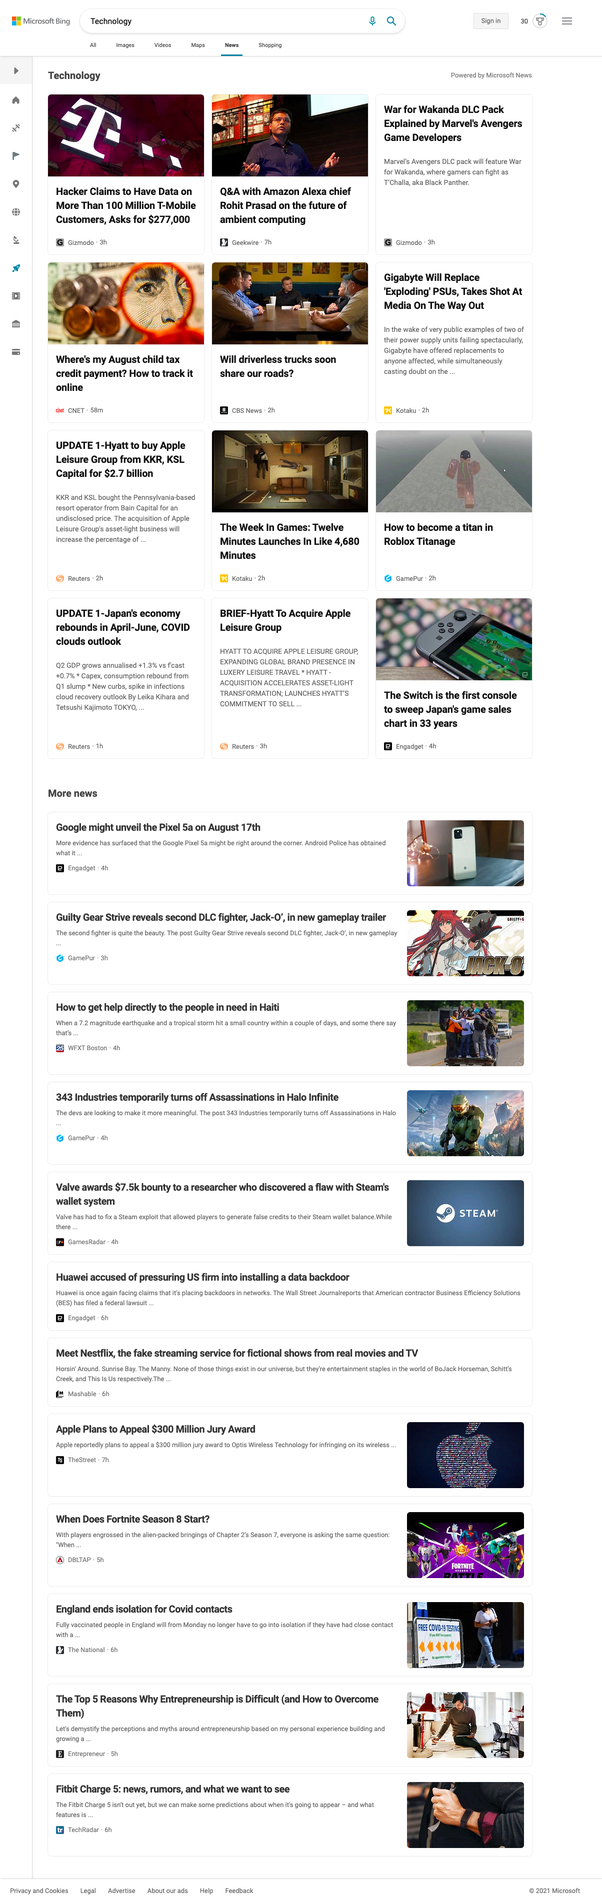 Microsoft Bing
Technology
Sign in
30
All
Images
Videos
Maps
News
Shopping
Technology
Powered by Microsoft News
Hacker Claims to Have Data on
More Than 100 Million T-Mobile
Customers, Asks for $277,000
Gizmodo · 3h
Q&A with Amazon Alexa chief
Rohit Prasad on the future of
ambient computing
Geekwire · 7h
War for Wakanda DLC Pack
Explained by Marvel's Avengers
Game Developers
Marvel's Avengers DLC pack will feature War
for Wakanda, where gamers can fight as
T'Challa, aka Black Panther.
Gizmodo · 3h
Where's my August child tax
credit payment? How to track it
online
CNET · 58m
Will driverless trucks soon
share our roads?
CBS News · 2h
Gigabyte Will Replace
'Exploding' PSUs, Takes Shot At
Media On The Way Out
In the wake of very public examples of two of
their power supply units failing spectacularly,
Gigabyte have offered replacements to
anyone affected, while simultaneously
casting doubt on the ...
Kotaku · 2h
UPDATE 1-Hyatt to buy Apple
Leisure Group from KKR, KSL
Capital for $2.7 billion
KKR and KSL bought the Pennsylvania-based
resort operator from Bain Capital for an
undisclosed price. The acquisition of Apple
Leisure Group's asset-light business will
increase the percentage of ...
Reuters · 2h
The Week In Games: Twelve
Minutes Launches In Like 4,680
Minutes
Kotaku · 2h
How to become a titan in
Roblox Titanage
GamePur · 2h
UPDATE 1-Japan's economy
rebounds in April-June, COVID
clouds outlook
Q2 GDP grows annualised +1.3% vs f'cast
+0.7% * Capex, consumption rebound from
Q1 slump * New curbs, spike in infections
cloud recovery outlook By Leika Kihara and
Tetsushi Kajimoto TOKYO, ...
Reuters · 1h
BRIEF-Hyatt To Acquire Apple
Leisure Group
HYATT TO ACQUIRE APPLE LEISURE GROUP,
EXPANDING GLOBAL BRAND PRESENCE IN
LUXERY LEISURE TRAVEL * HYATT -
ACQUISITION ACCELERATES ASSET-LIGHT
TRANSFORMATION; LAUNCHES HYATT'S
COMMITMENT TO SELL ...
Reuters · 3h
The Switch is the first console
to sweep Japan's game sales
chart in 33 years
Engadget · 4h
More news
Google might unveil the Pixel 5a on August 17th
More evidence has surfaced that the Google Pixel 5a might be right around the corner. Android Police has obtained
what it ...
Engadget · 4h
Guilty Gear Strive reveals second DLC fighter, Jack-O', in new gameplay trailer
The second fighter is quite the beauty. The post Guilty Gear Strive reveals second DLC fighter, Jack-O', in new gameplay
...
GamePur · 3h
JACK-O
How to get help directly to the people in need in Haiti
When a 7.2 magnitude earthquake and a tropical storm hit a small country within a couple of days, and some there say
that's ...
WFXT Boston · 4h
343 Industries temporarily turns off Assassinations in Halo Infinite
The devs are looking to make it more meaningful. The post 343 Industries temporarily turns off Assassinations in Halo
...
GamePur · 4h
Valve awards $7.5k bounty to a researcher who discovered a flaw with Steam's
wallet system
Valve has had to fix a Steam exploit that allowed players to generate false credits to their Steam wallet balance.While
there ...
GamesRadar · 4h
STEAM
Huawei accused of pressuring US firm into installing a data backdoor
Huawei is once again facing claims that it's placing backdoors in networks. The Wall Street Journalreports that American contractor Business Efficiency Solutions
(BES) has filed a federal lawsuit ...
Engadget · 6h
Meet Nestflix, the fake streaming service for fictional shows from real movies and TV
Horsin' Around. Sunrise Bay. The Manny. None of those things exist in our universe, but they're entertainment staples in the world of BoJack Horseman, Schitt's
Creek, and This Is Us respectively.The ...
Mashable · 6h
Apple Plans to Appeal $300 Million Jury Award
Apple reportedly plans to appeal a $300 million jury award to Optis Wireless Technology for infringing on its wireless ...
TheStreet · 7h
When Does Fortnite Season 8 Start?
With players engrossed in the alien-packed bringings of Chapter 2's Season 7, everyone is asking the same question:
"When ...
DBLTAP · 5h
FORTNITE
England ends isolation for Covid contacts
Fully vaccinated people in England will from Monday no longer have to go into isolation if they have had close contact
with a ...
The National · 6h
FREE COVID-19 TESTING
The Top 5 Reasons Why Entrepreneurship is Difficult (and How to Overcome
Them)
Let's demystify the perceptions and myths around entrepreneurship based on my personal experience building and
growing a ...
Entrepreneur · 5h
Fitbit Charge 5: news, rumors, and what we want to see
The Fitbit Charge 5 isn't out yet, but we can make some predictions about when it's going to appear – and what
features is ...
TechRadar · 6h
Privacy and Cookies
Legal
Advertise
About our ads
Help
Feedback
© 2021 Microsoft